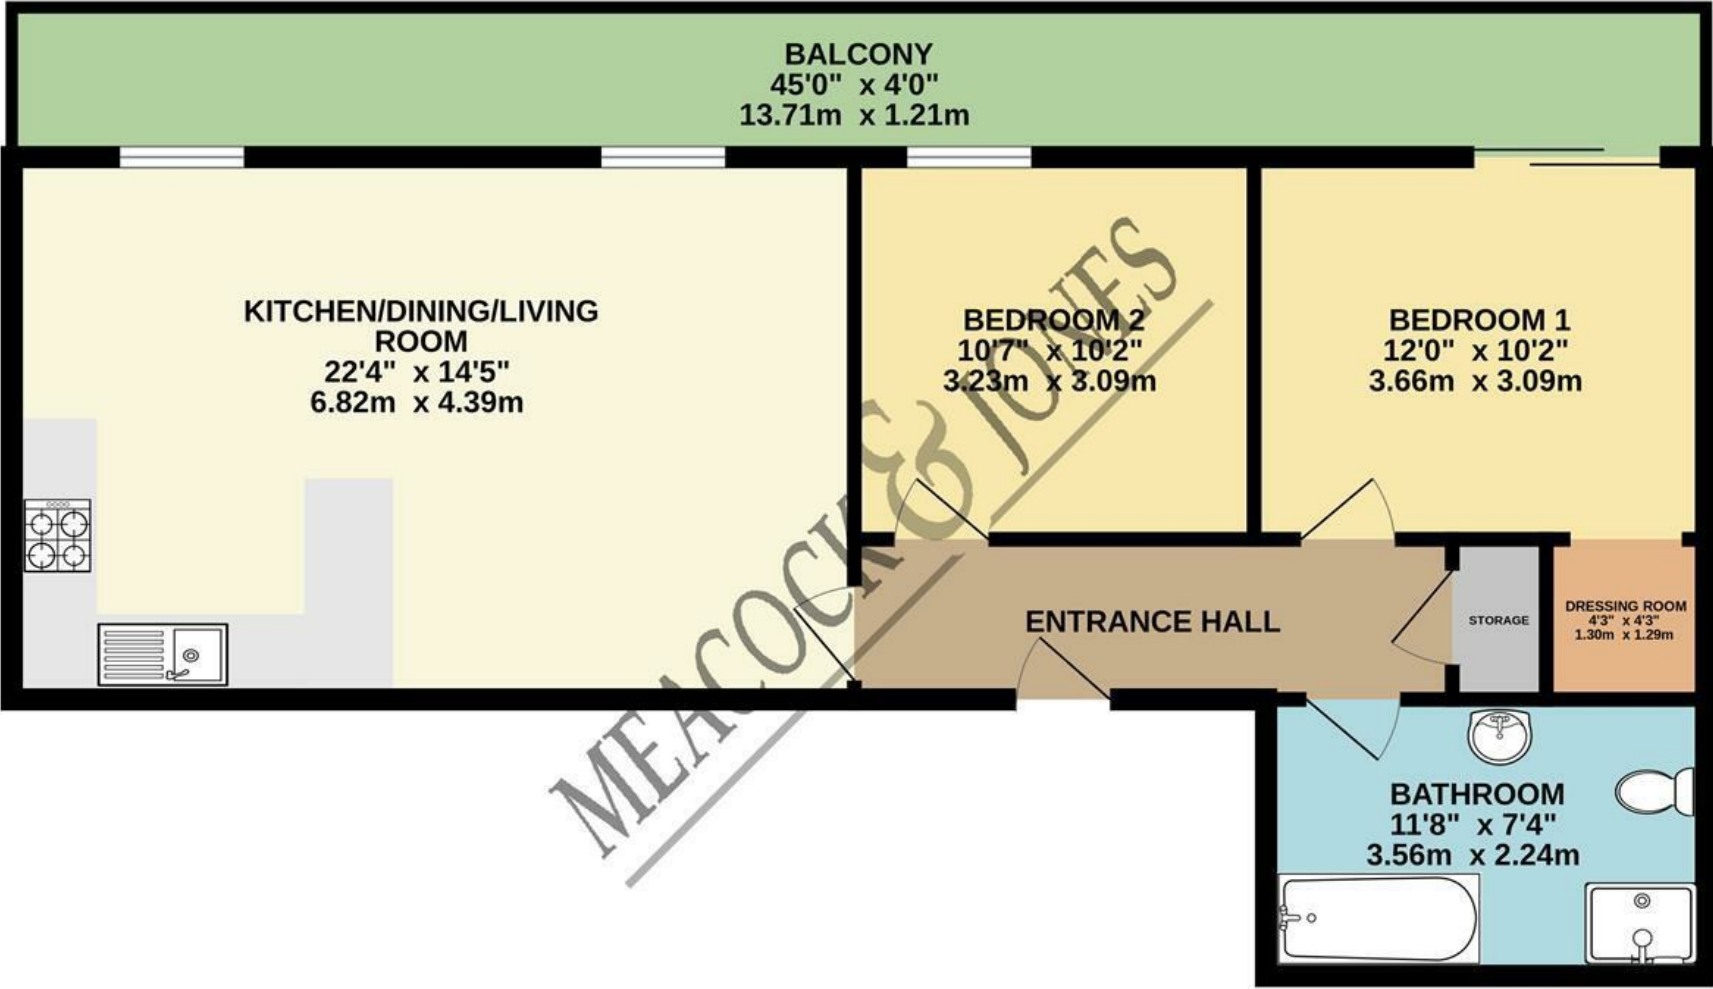 BALCONY
45'0" x 4'0"
13.71m x 1.21m
KITCHEN/DINING/LIVING
ROOM
22'4" x 14'5"
6.82m x 4.39m
BEDROOM 2
10'7" x 10'2"
3.23m x 3.09m
BEDROOM 1
12'0" x 10'2"
3.66m x 3.09m
ENTRANCE HALL
STORAGE
DRESSING ROOM
4'3" x 4'3"
1.30m x 1.29m
BATHROOM
11'8" x 7'4"
3.56m x 2.24m
MEACOCK & JONES